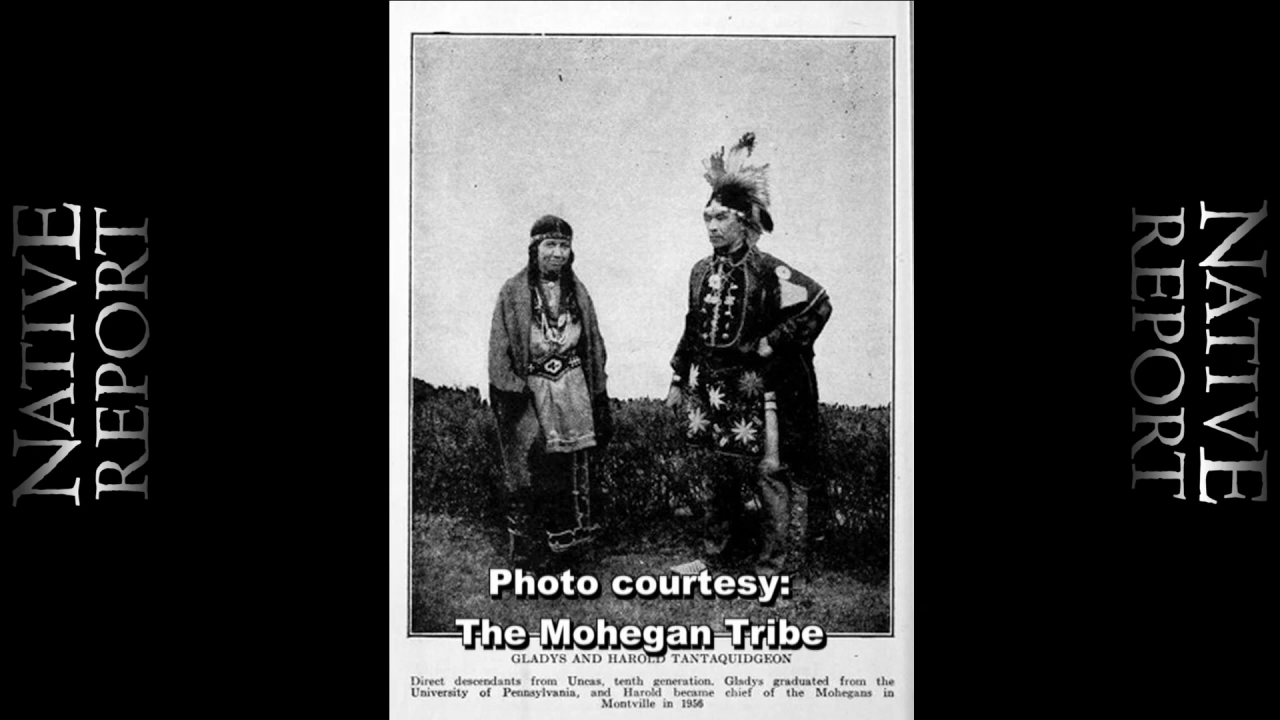 NATIVE
REPORT
Photo courtesy:
The Mohegan Tribe
GLADYS AND HAROLD TANTAQUIDGEON
Direct descendants from Uncas, tenth generation. Gladys graduated from the
University of Pennsylvania, and Harold became chief of the Mohegans in
Montville in 1956
NATIVE
REPORT